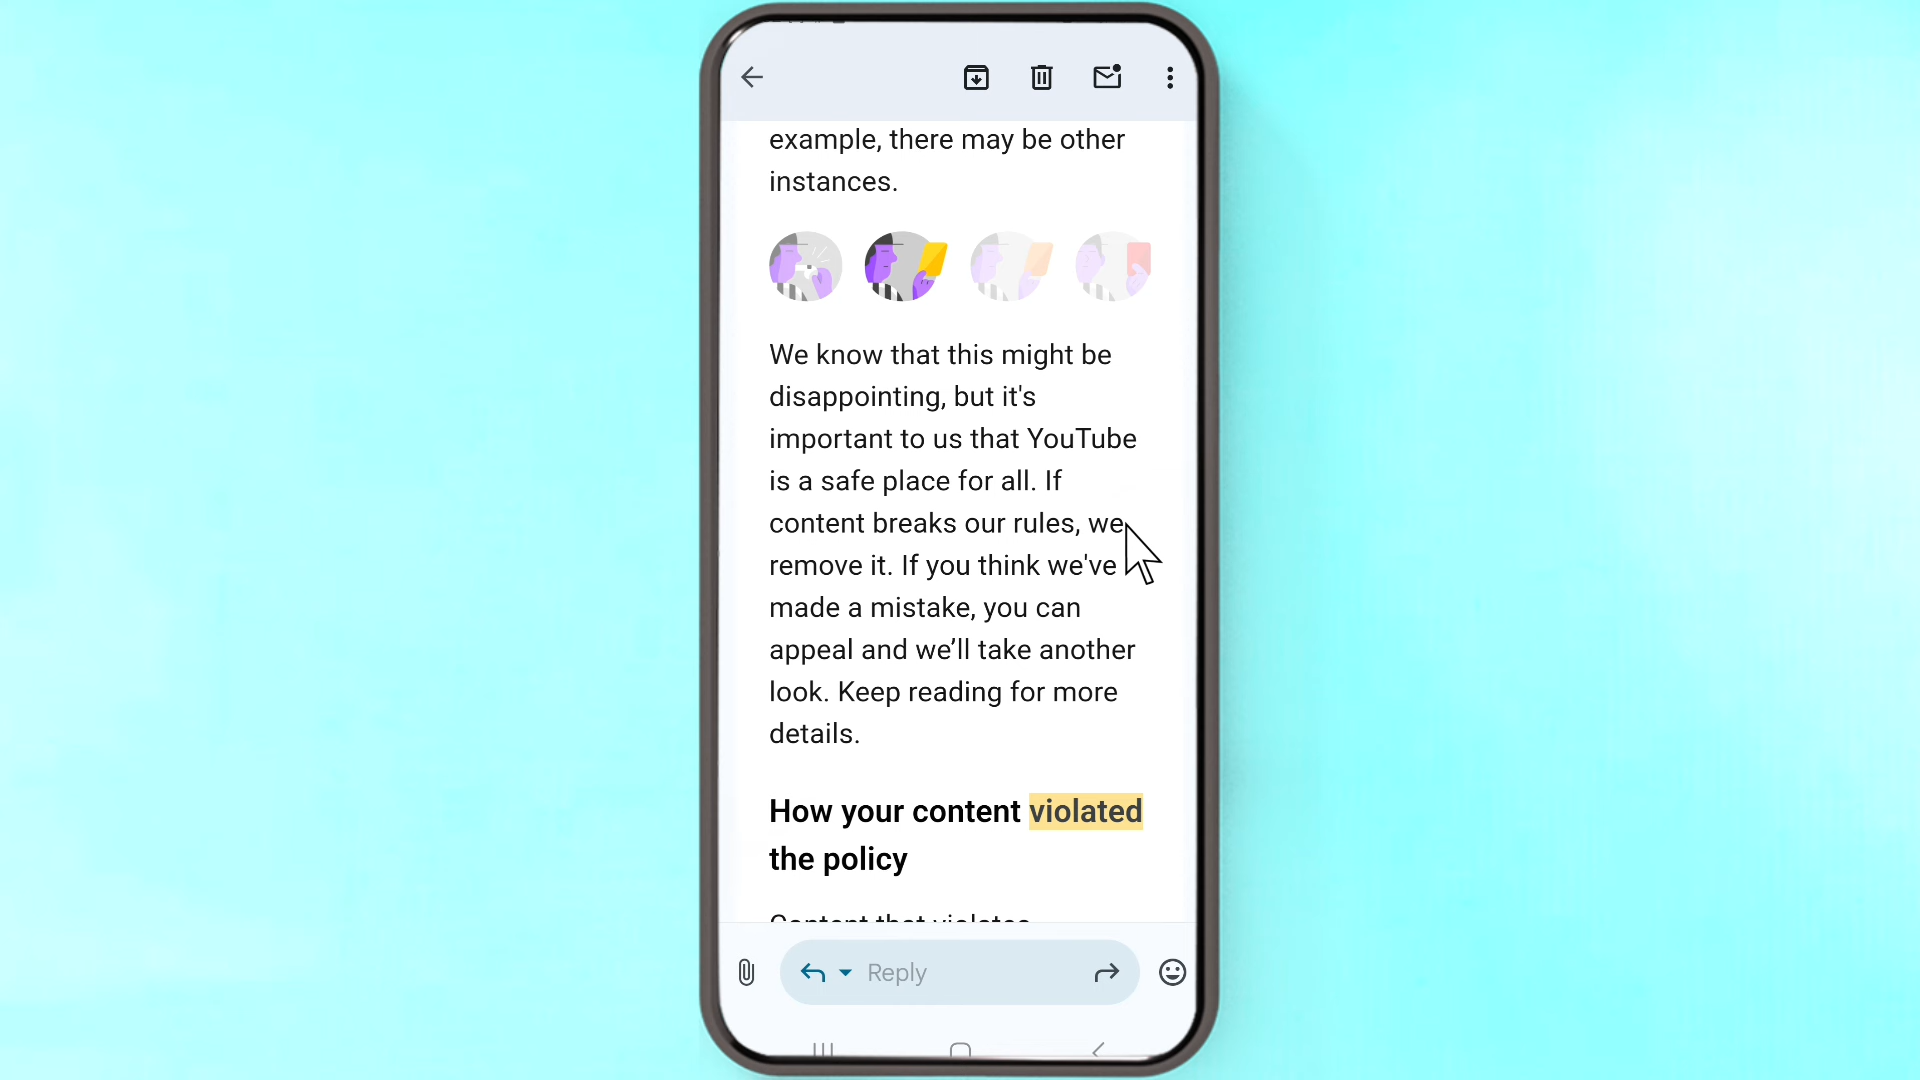 example, there may be other
instances.
We know that this might be
disappointing, but it's
important to us that YouTube
is a safe place for all. If
content breaks our rules, we
remove it. If you think we've
made a mistake, you can
appeal and we’ll take another
look. Keep reading for more
details.
How your content violated
the policy
Content that violates
Reply